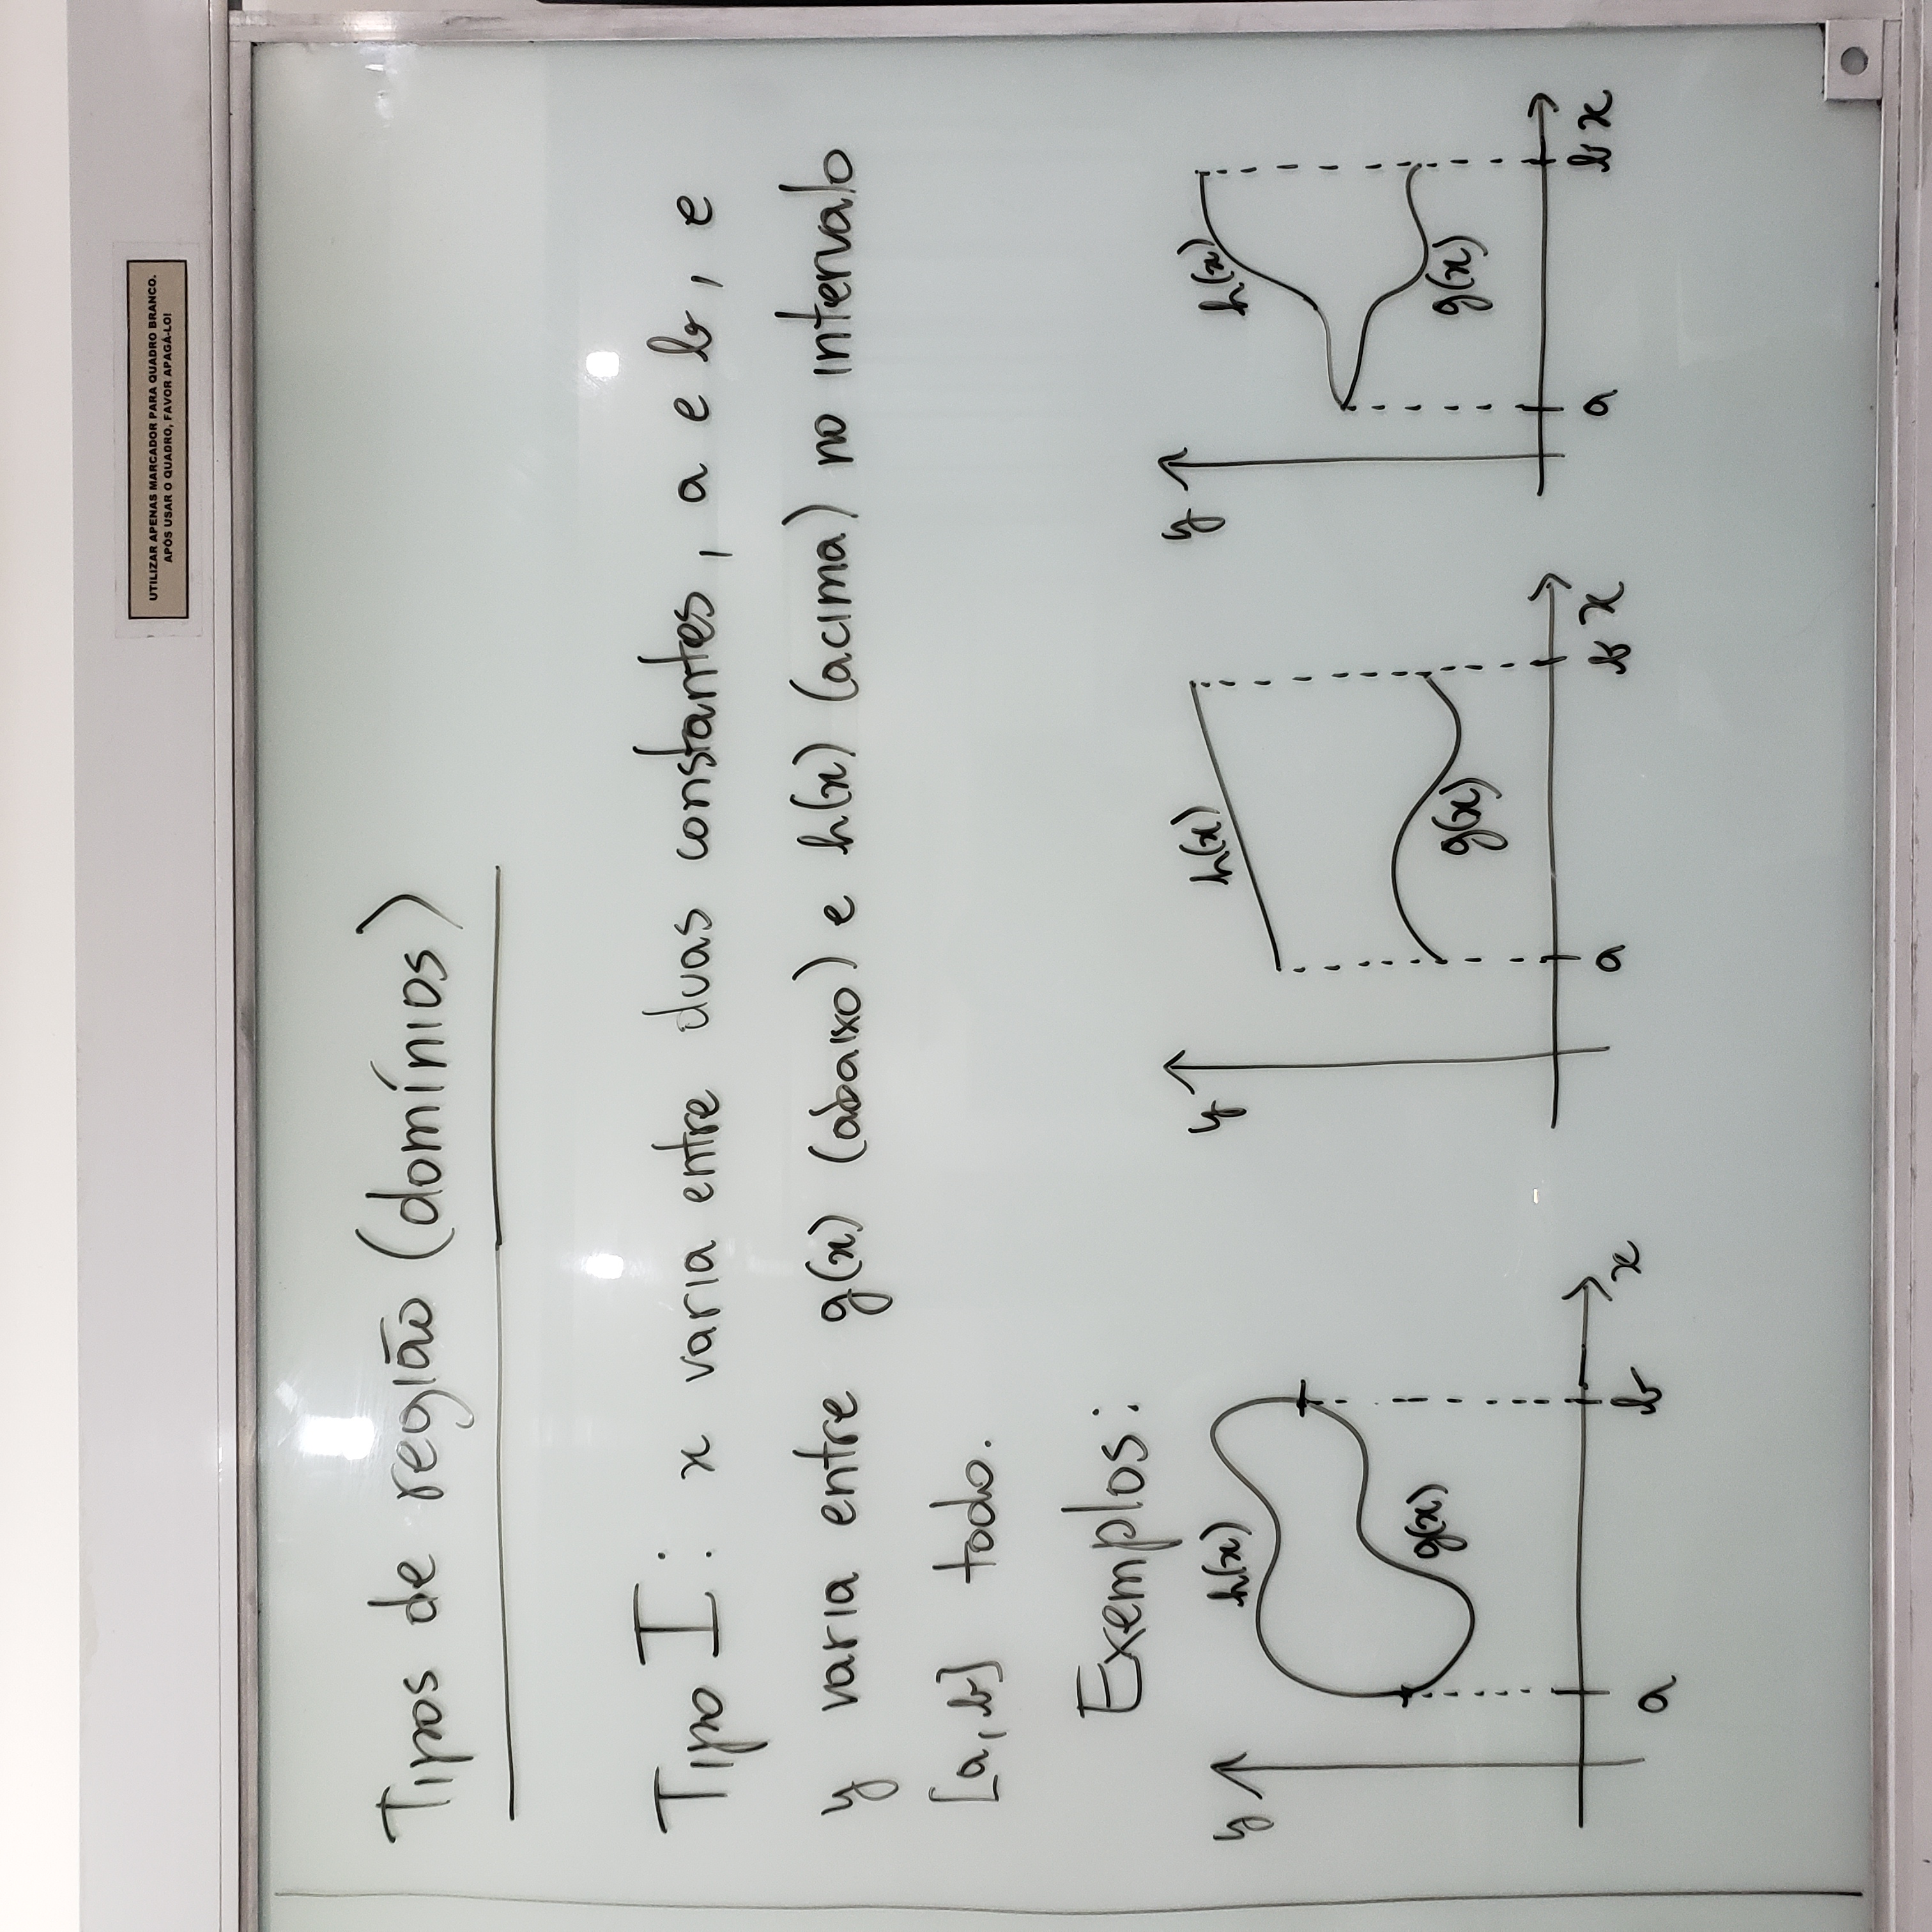 UTILIZAR APENAS MARCADOR PARA QUADRO BRANCO.
APÓS USAR O QUADRO, FAVOR APAGÁ-LO!
Tipos de região (domínios)
Tipo I: x varia entre duas constantes, a e b, e
y varia entre g(x) (abaixo) e h(x) (acima) no intervalo
[a, b] todo.
Exemplos:
y
h(x)
g(x)
a
b
x
y
h(x)
g(x)
a
b
x
y
h(x)
g(x)
a
b
x